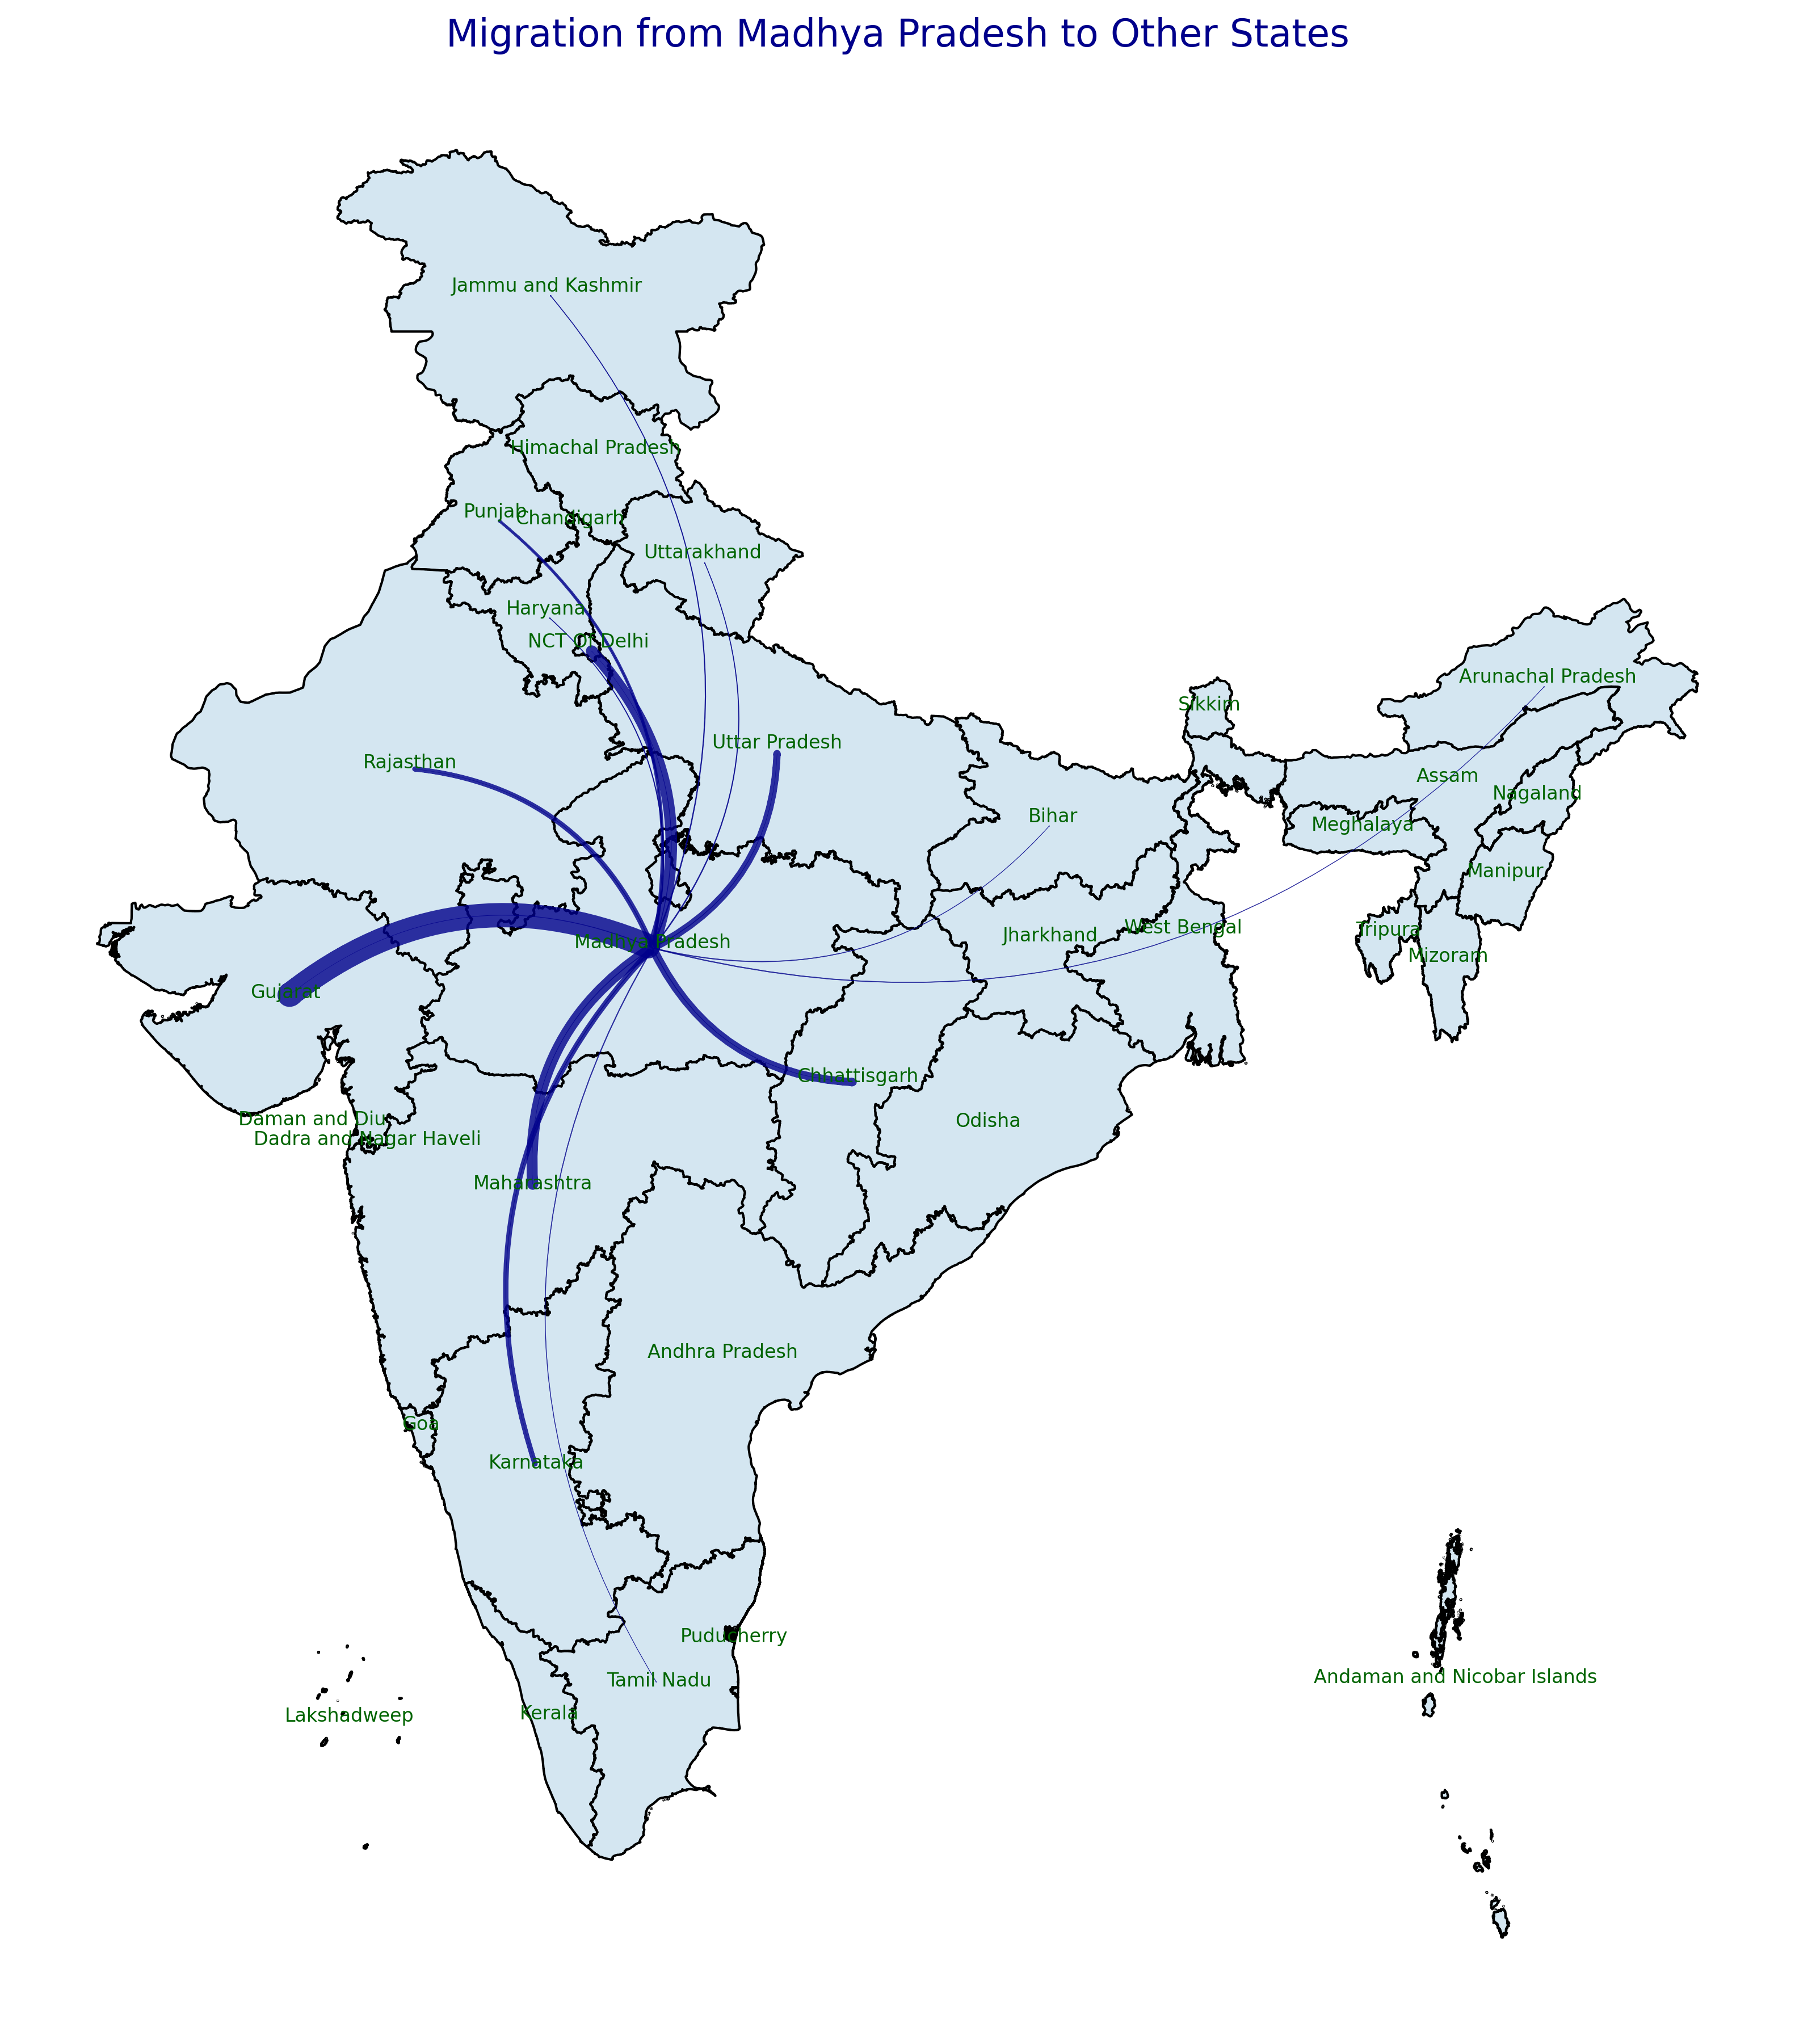 Migration from Madhya Pradesh to Other States
Jammu and Kashmir
Himachal Pradesh
Punjab
Chandigarh
Uttarakhand
Haryana
NCT Of Delhi
Arunachal Pradesh
Sikkim
Uttar Pradesh
Rajasthan
Assam
Nagaland
Bihar
Meghalaya
Manipur
West Bengal
Tripura
Jharkhand
Madhya Pradesh
Mizoram
Gujarat
Chhattisgarh
Daman and Diu
Odisha
Dadra and Nagar Haveli
Maharashtra
Andhra Pradesh
Goa
Karnataka
Puducherry
Tamil Nadu
Andaman and Nicobar Islands
Kerala
Lakshadweep